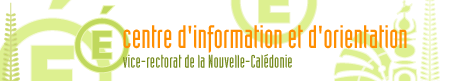 centre d'information et d'orientation
vice-rectorat de la Nouvelle-Calédonie